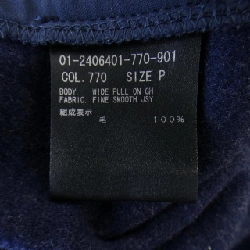 01-2406401-770-901
COL. 770 SIZE P
BODY WIDE FLLL ON GH
FABRIC. FINE SMOOTH JSY
組成表示
毛 100%